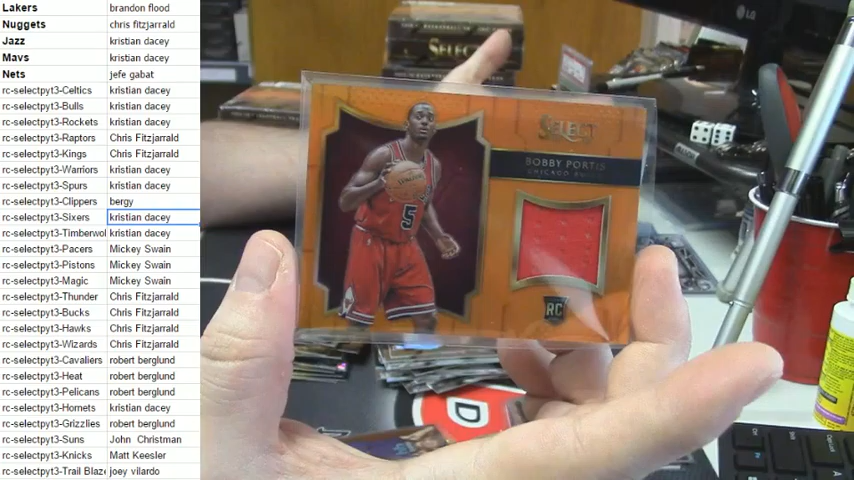 Lakers brandon flood
Nuggets chris fitzjarrald
Jazz kristian dacey
Mavs kristian dacey
Nets jefe gabat
rc-selectpyt3-Celtics kristian dacey
rc-selectpyt3-Bulls kristian dacey
rc-selectpyt3-Rockets kristian dacey
rc-selectpyt3-Raptors Chris Fitzjarrald
rc-selectpyt3-Kings Chris Fitzjarrald
rc-selectpyt3-Warriors kristian dacey
rc-selectpyt3-Spurs kristian dacey
rc-selectpyt3-Clippers bergy
rc-selectpyt3-Sixers kristian dacey
rc-selectpyt3-Timberwol kristian dacey
rc-selectpyt3-Pacers Mickey Swain
rc-selectpyt3-Pistons Mickey Swain
rc-selectpyt3-Magic Mickey Swain
rc-selectpyt3-Thunder Chris Fitzjarrald
rc-selectpyt3-Bucks Chris Fitzjarrald
rc-selectpyt3-Hawks Chris Fitzjarrald
rc-selectpyt3-Wizards Chris Fitzjarrald
rc-selectpyt3-Cavaliers robert berglund
rc-selectpyt3-Heat robert berglund
rc-selectpyt3-Pelicans robert berglund
rc-selectpyt3-Hornets kristian dacey
rc-selectpyt3-Grizzlies robert berglund
rc-selectpyt3-Suns John Christman
rc-selectpyt3-Knicks Matt Keesler
rc-selectpyt3-Trail Blaze joey vilardo
SELECT
SELECT
BOBBY PORTIS
CHICAGO BULLS
SPALDING
5
RC
D